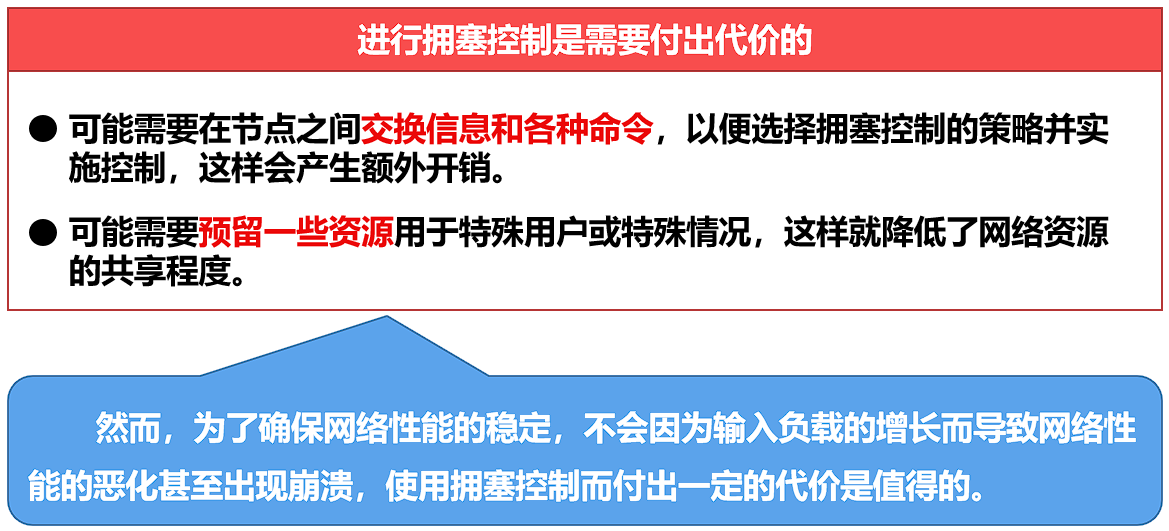 进行拥塞控制是需要付出代价的
● 可能需要在节点之间交换信息和各种命令，以便选择拥塞控制的策略并实
施控制，这样会产生额外开销。
● 可能需要预留一些资源用于特殊用户或特殊情况，这样就降低了网络资源
的共享程度。
然而，为了确保网络性能的稳定，不会因为输入负载的增长而导致网络性
能的恶化甚至出现崩溃，使用拥塞控制而付出一定的代价是值得的。